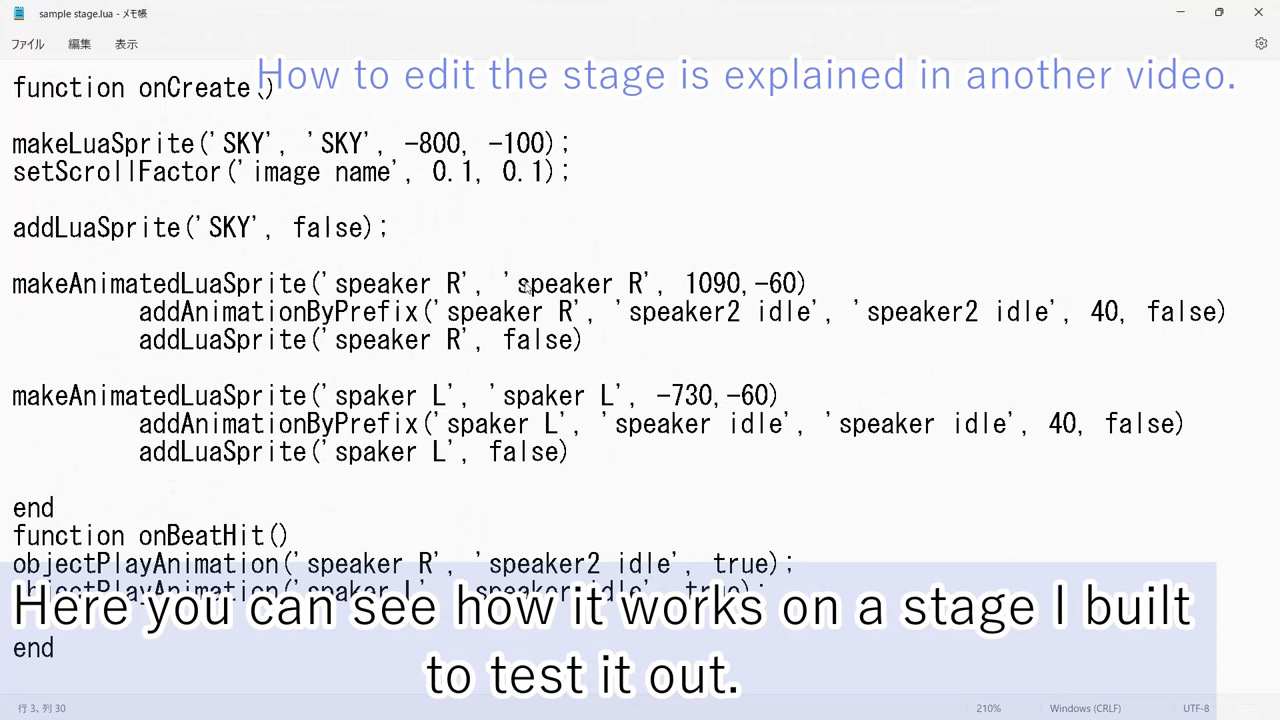 sample stage.lua - メモ帳
ファイル 編集 表示
How to edit the stage is explained in another video.
function onCreate()
makeLuaSprite('SKY', 'SKY', -800, -100);
setScrollFactor('image name', 0.1, 0.1);
addLuaSprite('SKY', false);
makeAnimatedLuaSprite('speaker R', 'speaker R', 1090,-60)
addAnimationByPrefix('speaker R', 'speaker2 idle', 'speaker2 idle', 40, false)
addLuaSprite('speaker R', false)
makeAnimatedLuaSprite('spaker L', 'spaker L', -730,-60)
addAnimationByPrefix('spaker L', 'speaker idle', 'speaker idle', 40, false)
addLuaSprite('spaker L', false)
end
function onBeatHit()
objectPlayAnimation('speaker R', 'speaker2 idle', true);
objectPlayAnimation('spaker L', 'speaker idle', true);
Here you can see how it works on a stage I built
end
to test it out.
行 3、列 30 210% Windows (CRLF) UTF-8